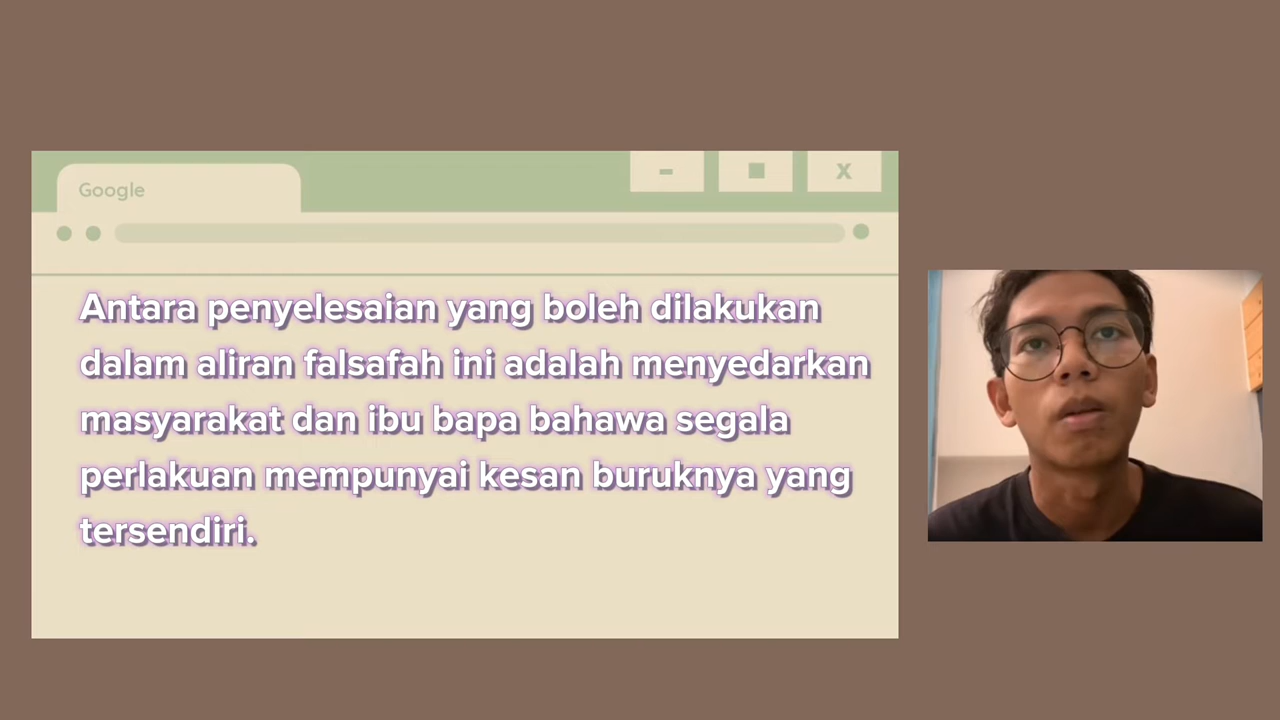 Google
Antara penyelesaian yang boleh dilakukan
dalam aliran falsafah ini adalah menyedarkan
masyarakat dan ibu bapa bahawa segala
perlakuan mempunyai kesan buruknya yang
tersendiri.